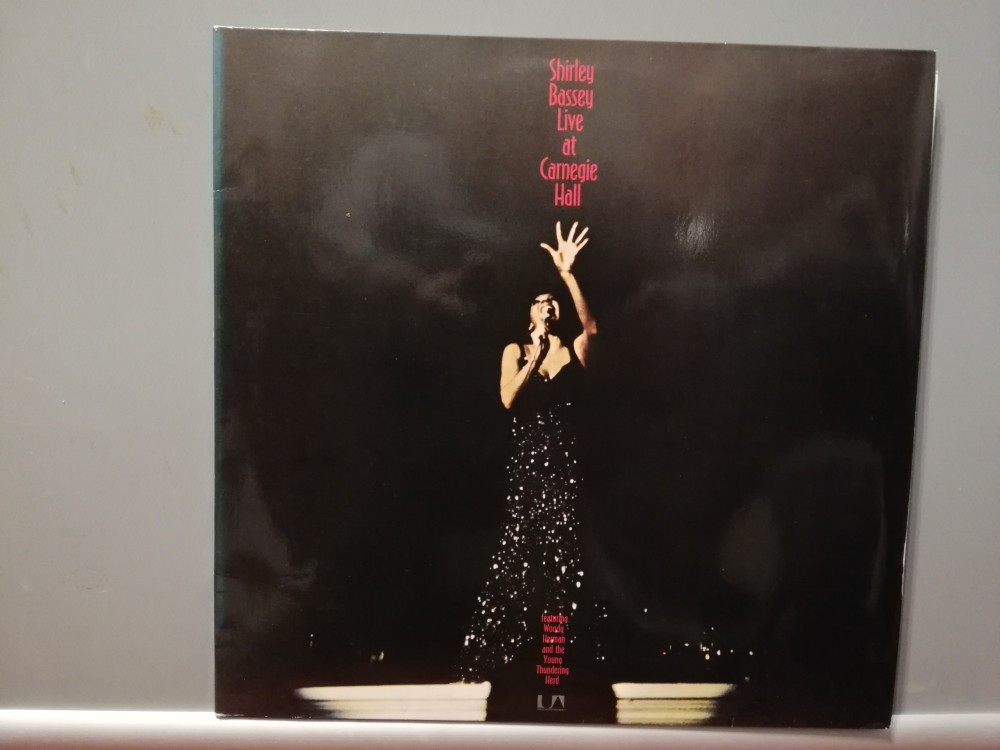 Shirley
Bassey
Live
at
Carnegie
Hall
featuring
Woody
Herman
and the
Young
Thundering
Herd
UA